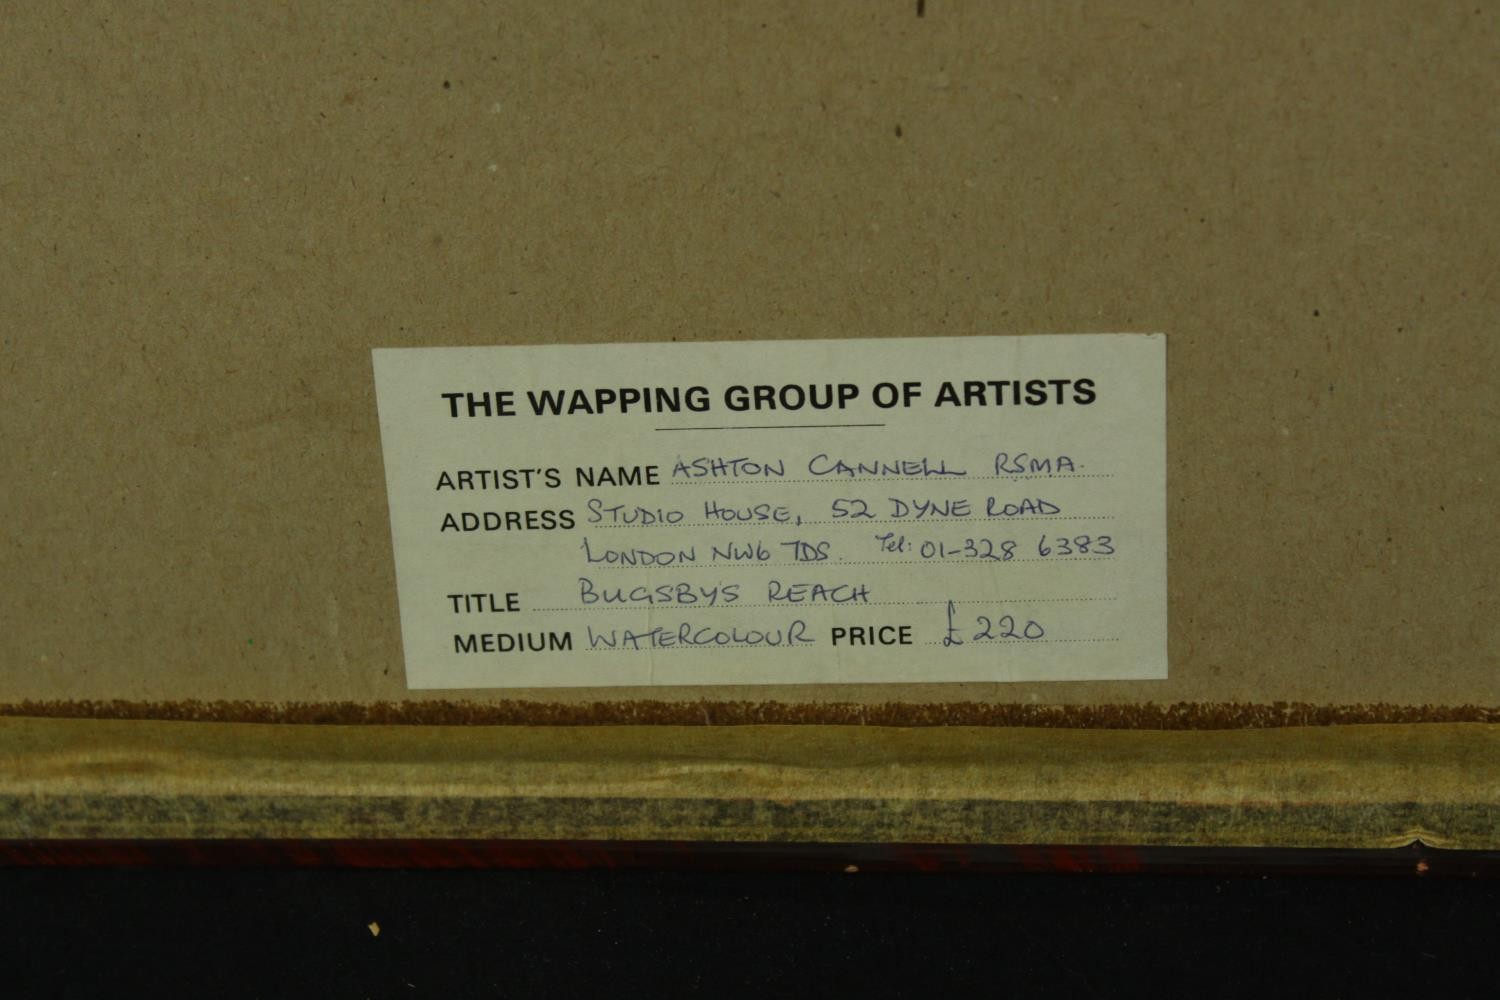 THE WAPPING GROUP OF ARTISTS
ARTIST'S NAME ASHTON CANNELL RSMA.
ADDRESS STUDIO HOUSE, 52 DYNE ROAD
LONDON NW6 7DS. Tel: 01-328 6383
TITLE BUGSBY'S REACH
MEDIUM WATERCOLOUR PRICE £220